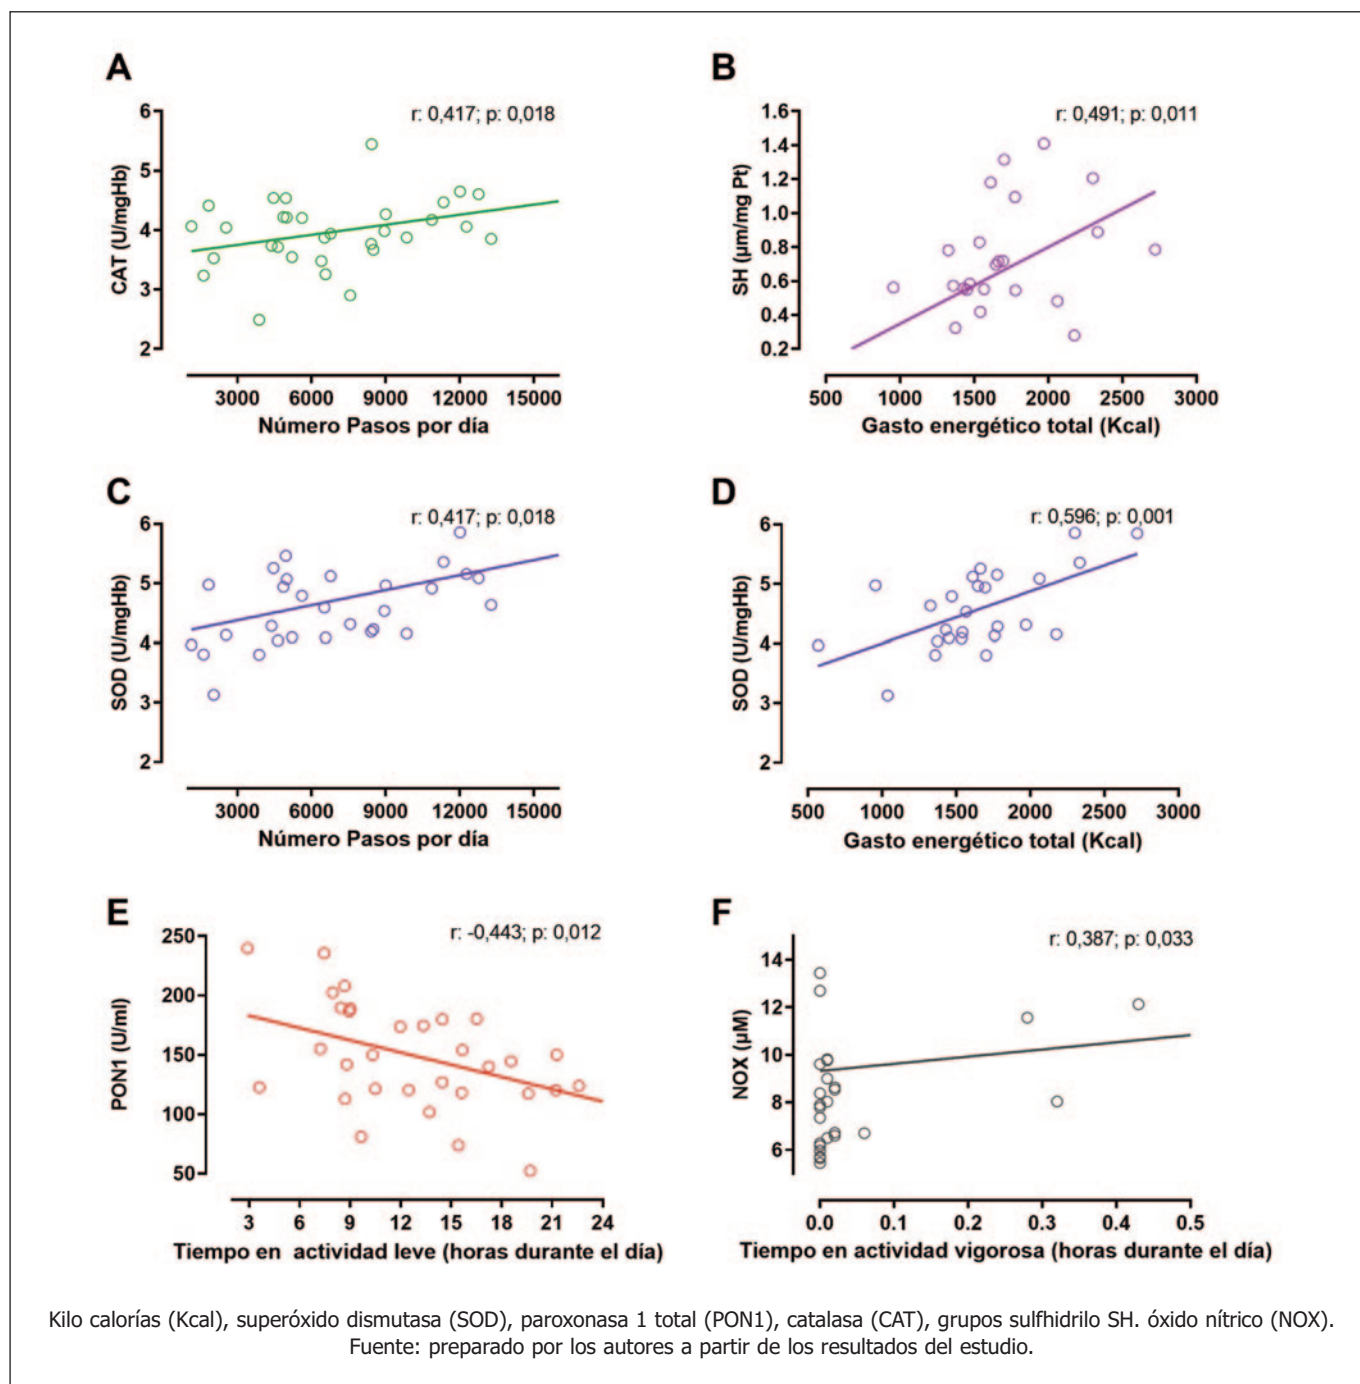 A
r: 0,417; p: 0,018
CAT (U/mgHb)
6
5
4
3
2
3000 6000 9000 12000 15000
Número Pasos por día
B
r: 0,491; p: 0,011
SH (µm/mg Pt)
1.6
1.4
1.2
1.0
0.8
0.6
0.4
0.2
500 1000 1500 2000 2500 3000
Gasto energético total (Kcal)
C
r: 0,417; p: 0,018
SOD (U/mgHb)
6
5
4
3
2
3000 6000 9000 12000 15000
Número Pasos por día
D
r: 0,596; p: 0,001
SOD (U/mgHb)
6
5
4
3
2
500 1000 1500 2000 2500 3000
Gasto energético total (Kcal)
E
r: -0,443; p: 0,012
PON1 (U/ml)
250
200
150
100
50
3 6 9 12 15 18 21 24
Tiempo en actividad leve (horas durante el día)
F
r: 0,387; p: 0,033
NOX (µM)
14
12
10
8
6
0.0 0.1 0.2 0.3 0.4 0.5
Tiempo en actividad vigorosa (horas durante el día)
Kilo calorías (Kcal), superóxido dismutasa (SOD), paroxonasa 1 total (PON1), catalasa (CAT), grupos sulfhidrilo SH. óxido nítrico (NOX).
Fuente: preparado por los autores a partir de los resultados del estudio.